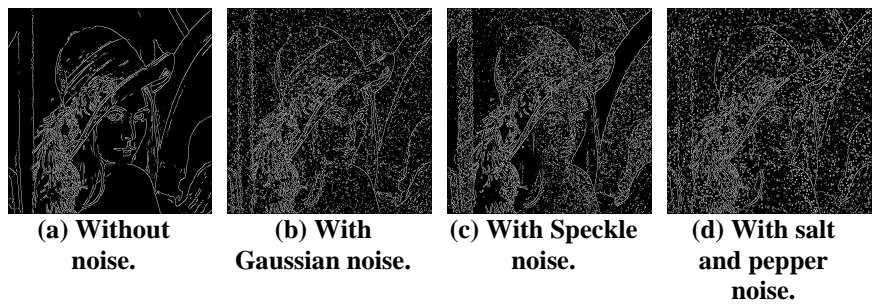 (a) Without
noise.
(b) With
Gaussian noise.
(c) With Speckle
noise.
(d) With salt
and pepper
noise.